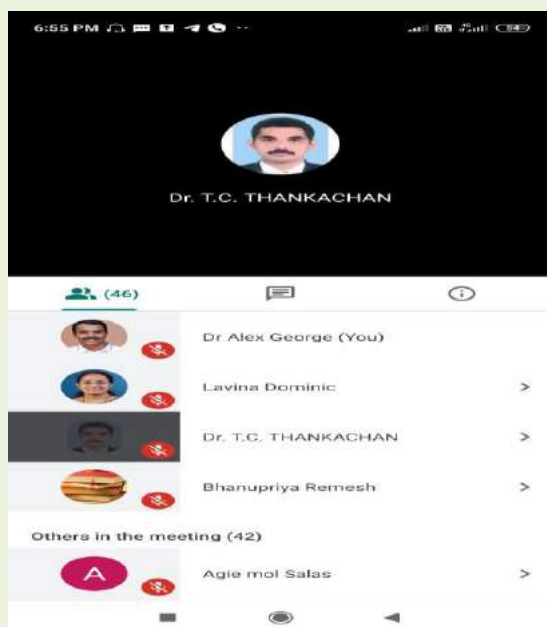 6:55 PM
54
Dr. T.C. THANKACHAN
(46)
Dr Alex George (You)
Lavina Dominic
Dr. T.C. THANKACHAN
Bhanupriya Remesh
Others in the meeting (42)
A
Agie mol Salas